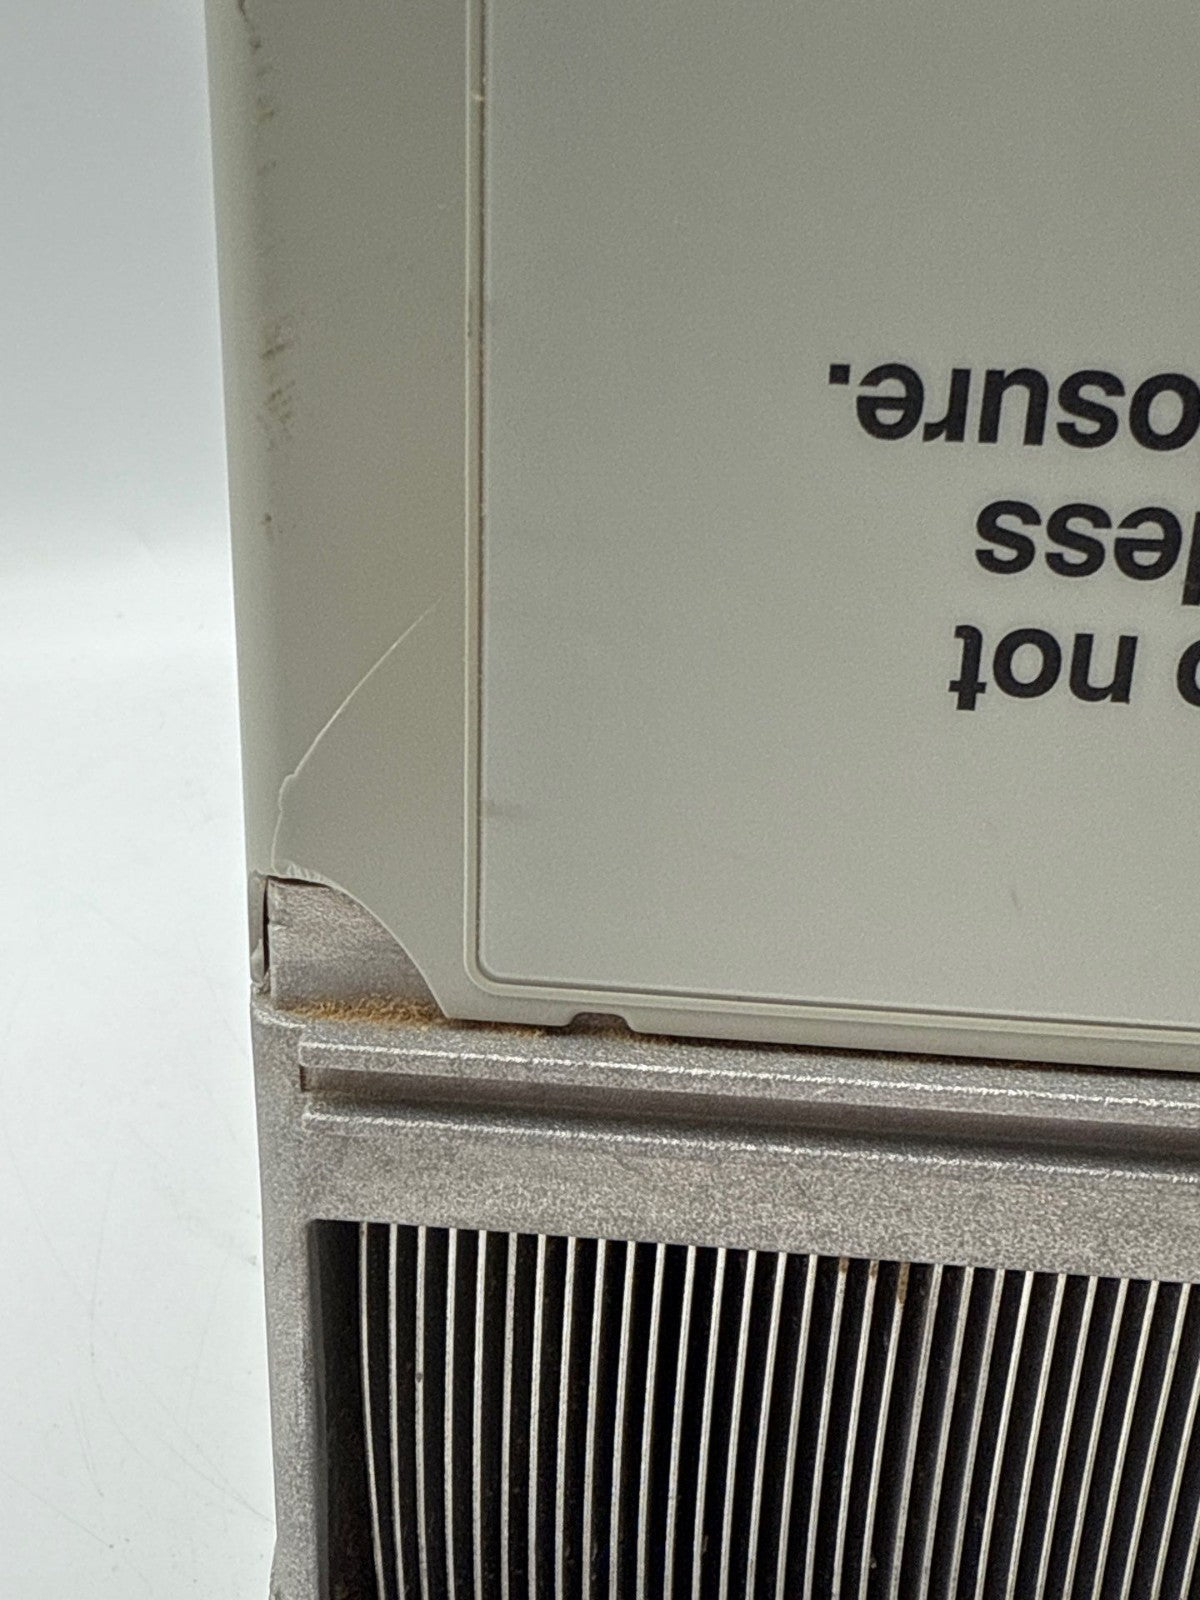 o not
less
osure.